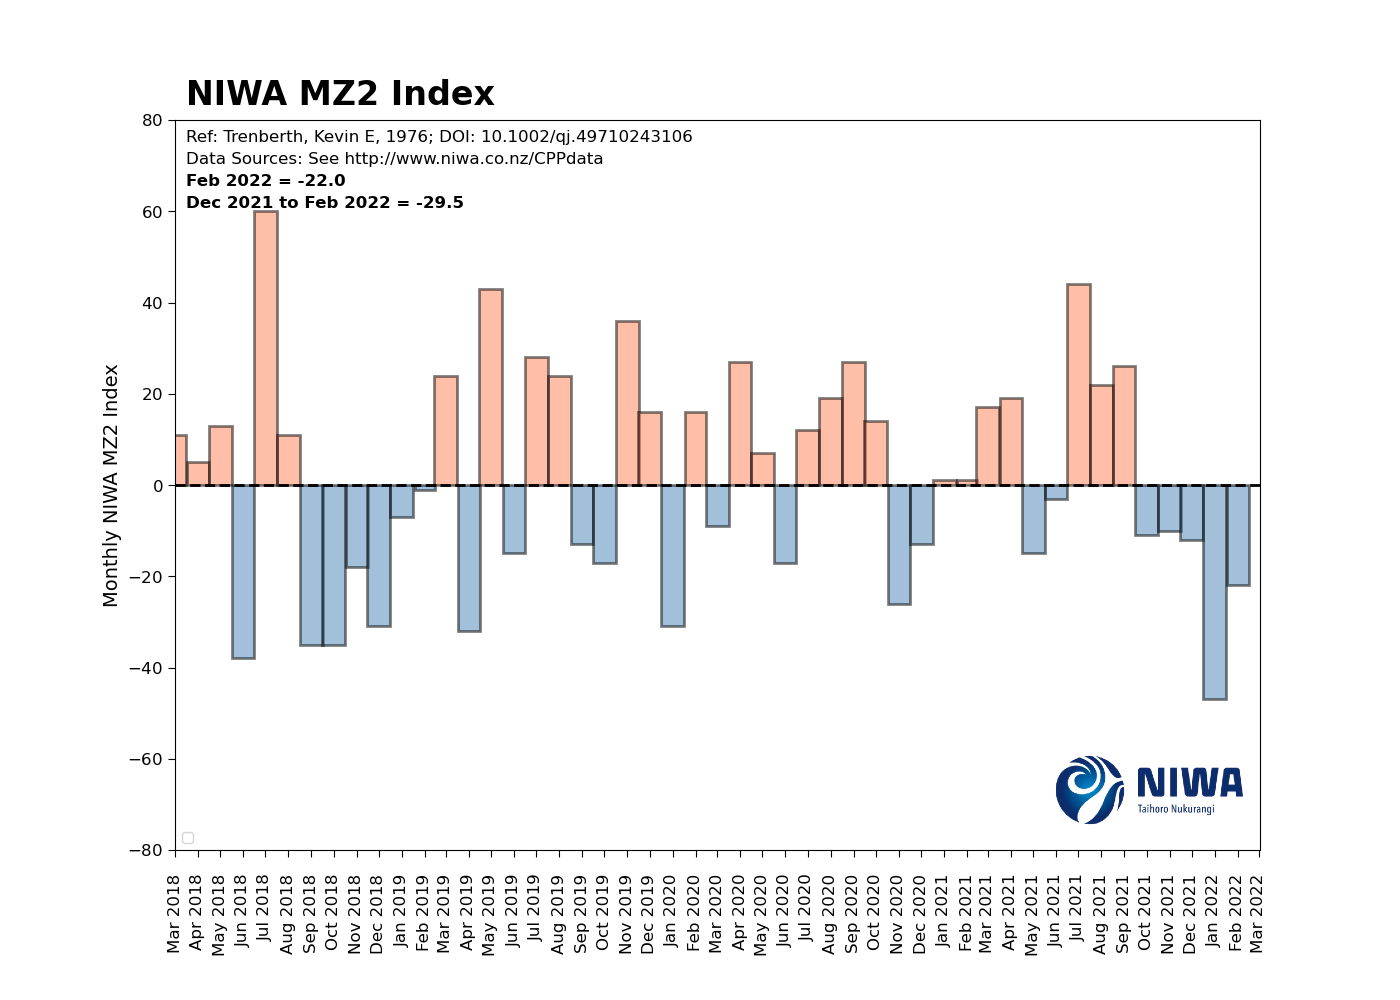 NIWA MZ2 Index
Ref: Trenberth, Kevin E, 1976; DOI: 10.1002/qj.49710243106
Data Sources: See http://www.niwa.co.nz/CPPdata
Feb 2022 = -22.0
Dec 2021 to Feb 2022 = -29.5
Monthly NIWA MZ2 Index
80
60
40
20
0
−20
−40
−60
−80
NIWA
Taihoro Nukurangi
Mar 2018
Apr 2018
May 2018
Jun 2018
Jul 2018
Aug 2018
Sep 2018
Oct 2018
Nov 2018
Dec 2018
Jan 2019
Feb 2019
Mar 2019
Apr 2019
May 2019
Jun 2019
Jul 2019
Aug 2019
Sep 2019
Oct 2019
Nov 2019
Dec 2019
Jan 2020
Feb 2020
Mar 2020
Apr 2020
May 2020
Jun 2020
Jul 2020
Aug 2020
Sep 2020
Oct 2020
Nov 2020
Dec 2020
Jan 2021
Feb 2021
Mar 2021
Apr 2021
May 2021
Jun 2021
Jul 2021
Aug 2021
Sep 2021
Oct 2021
Nov 2021
Dec 2021
Jan 2022
Feb 2022
Mar 2022